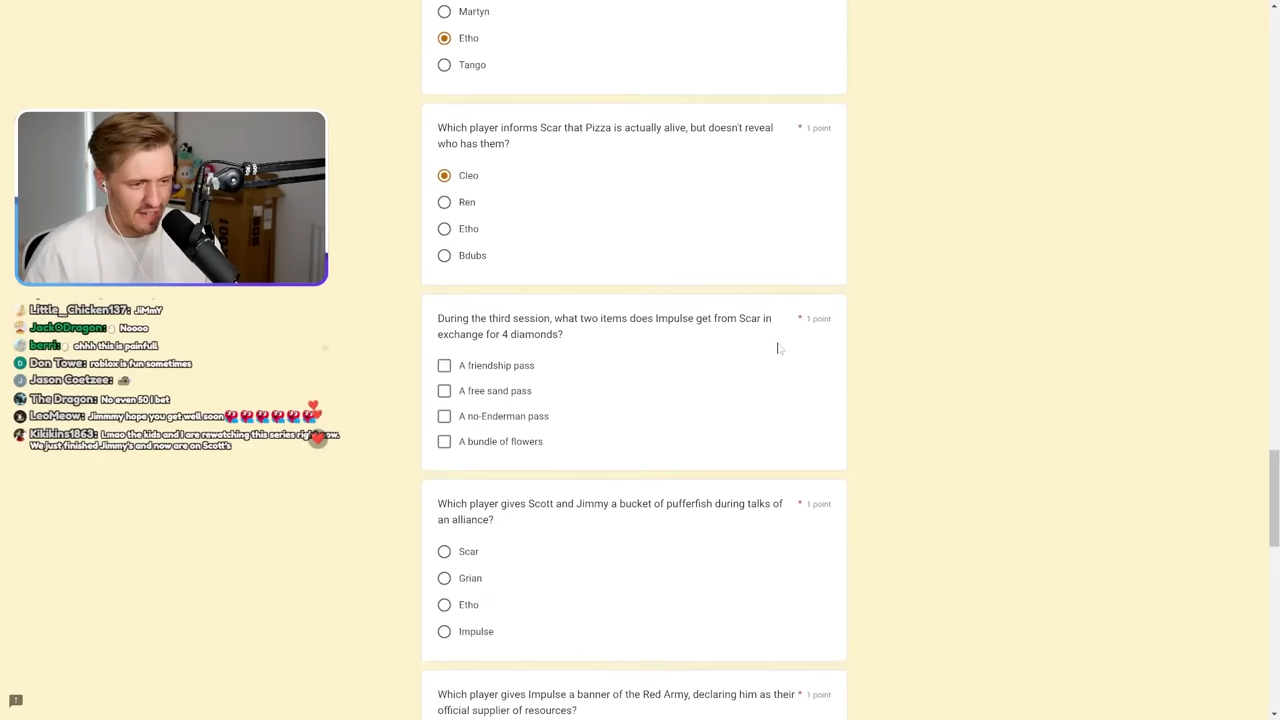 Martyn
Etho
Tango
Which player informs Scar that Pizza is actually alive, but doesn't reveal
who has them?
* 1 point
Cleo
Ren
Etho
Bdubs
During the third session, what two items does Impulse get from Scar in
exchange for 4 diamonds?
* 1 point
A friendship pass
A free sand pass
A no-Enderman pass
A bundle of flowers
Which player gives Scott and Jimmy a bucket of pufferfish during talks of
an alliance?
* 1 point
Scar
Grian
Etho
Impulse
Which player gives Impulse a banner of the Red Army, declaring him as their
official supplier of resources?
* 1 point
Little_Chicken137: JIMmY
JackODragon: Noooo
berri: ohhh this is painfull
Don Towe: roblox is fun sometimes
Jason Coetzee:
The Dragon: No even 50 I bet
LeoMeow: Jimmmy hope you get well soon
Kikikins1863: Lmao the kids and I are rewatching this series right now.
We just finished Jimmy's and now are on Scott's